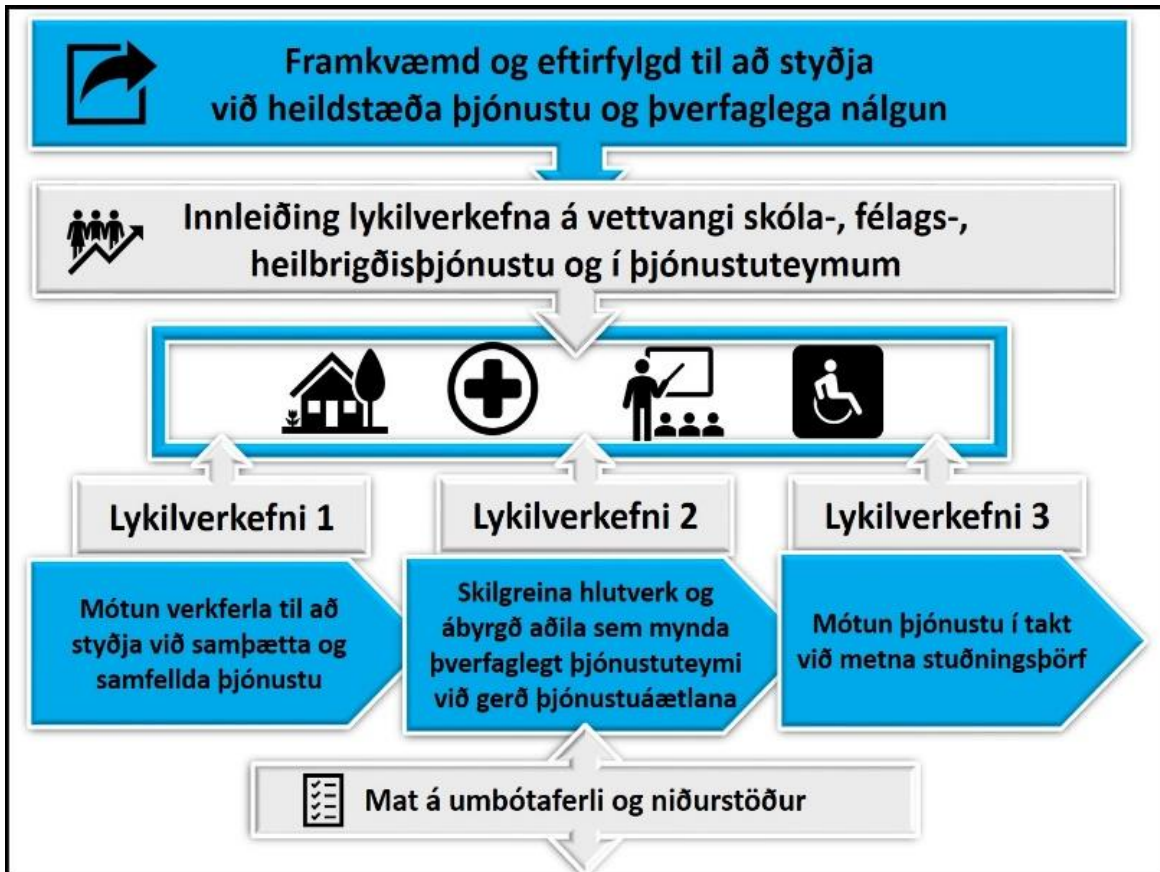 Framkvæmd og eftirfylgd til að styðja
við heildstæða þjónustu og þverfaglega nálgun
Innleiðing lykilverkefna á vettvangi skóla-, félags-,
heilbrigðisþjónustu og í þjónustuteymum
Lykilverkefni 1
Mótun verkferla til að
styðja við samþætta og
samfellda þjónustu
Lykilverkefni 2
Skilgreina hlutverk og
ábyrgð aðila sem mynda
þverfaglegt þjónustuteymi
við gerð þjónustuáætlana
Lykilverkefni 3
Mótun þjónustu í takt
við metna stuðningsþörf
Mat á umbótaferli og niðurstöður